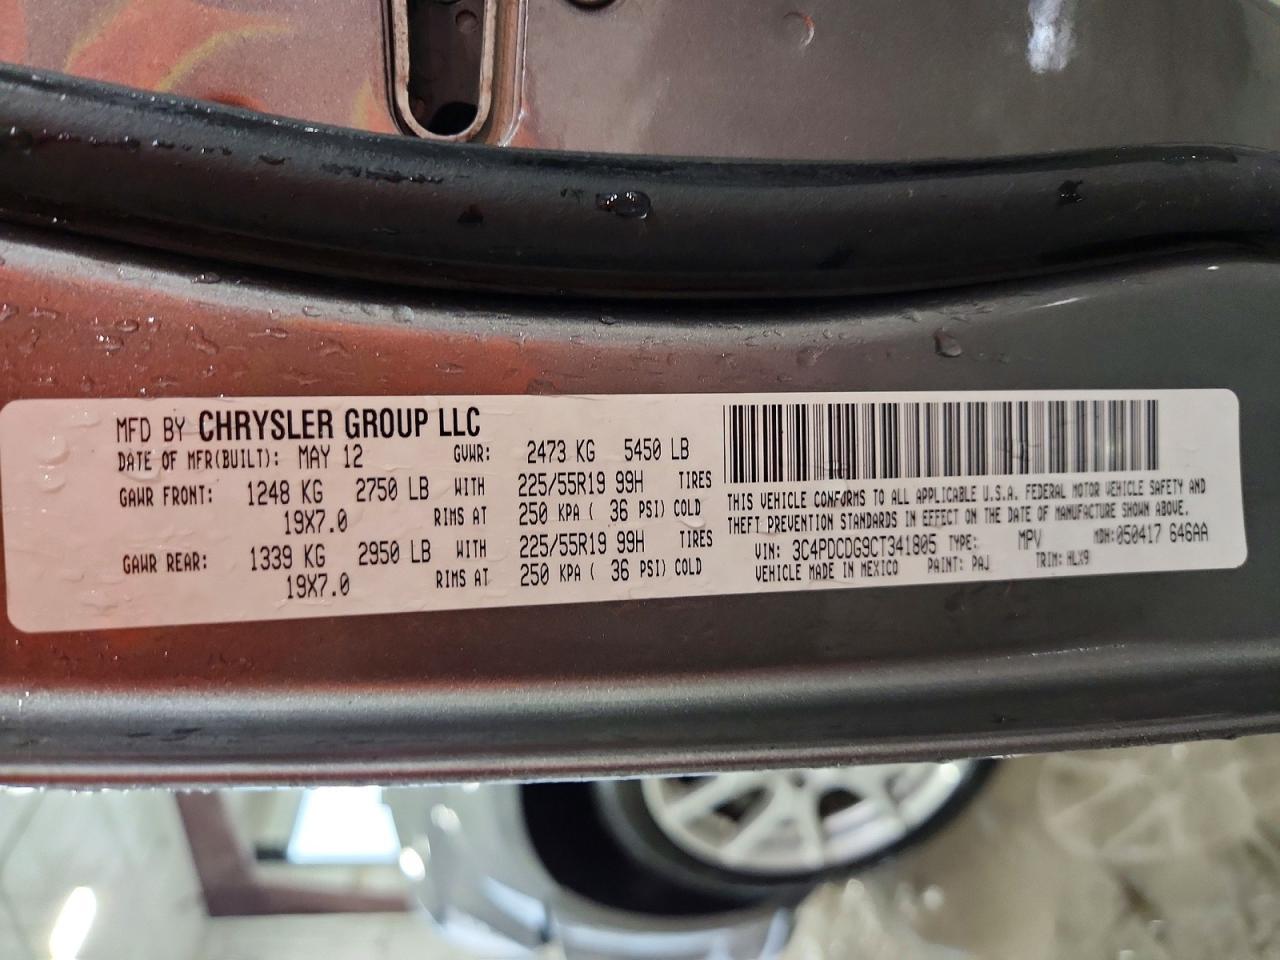 MFD BY CHRYSLER GROUP LLC
DATE OF MFR(BUILT): MAY 12 GVWR: 2473 KG 5450 LB
GAWR FRONT: 1248 KG 2750 LB WITH 225/55R19 99H TIRES
19X7.0 RIMS AT 250 KPA ( 36 PSI) COLD
GAWR REAR: 1339 KG 2950 LB WITH 225/55R19 99H TIRES
19X7.0 RIMS AT 250 KPA ( 36 PSI) COLD
THIS VEHICLE CONFORMS TO ALL APPLICABLE U.S.A. FEDERAL MOTOR VEHICLE SAFETY AND
THEFT PREVENTION STANDARDS IN EFFECT ON THE DATE OF MANUFACTURE SHOWN ABOVE.
VIN: 3C4PDCDG9CT341805 TYPE: MPV MDH:050417 646AA
VEHICLE MADE IN MEXICO PAINT: PAJ TRIM: HLX9